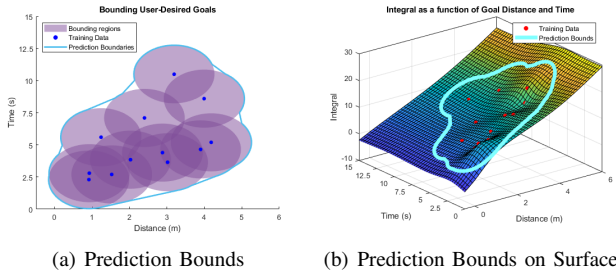 Bounding User-Desired Goals
Bounding regions
Training Data
Prediction Boundaries
15
12.5
10
7.5
5
2.5
0
Time (s)
0 1 2 3 4 5 6
Distance (m)
(a) Prediction Bounds
Integral as a function of Goal Distance and Time
Training Data
Prediction Bounds
30
20
10
0
-10
Integral
15
12.5
10
7.5
5
2.5
0
Time (s)
0 2 4 6
Distance (m)
(b) Prediction Bounds on Surface